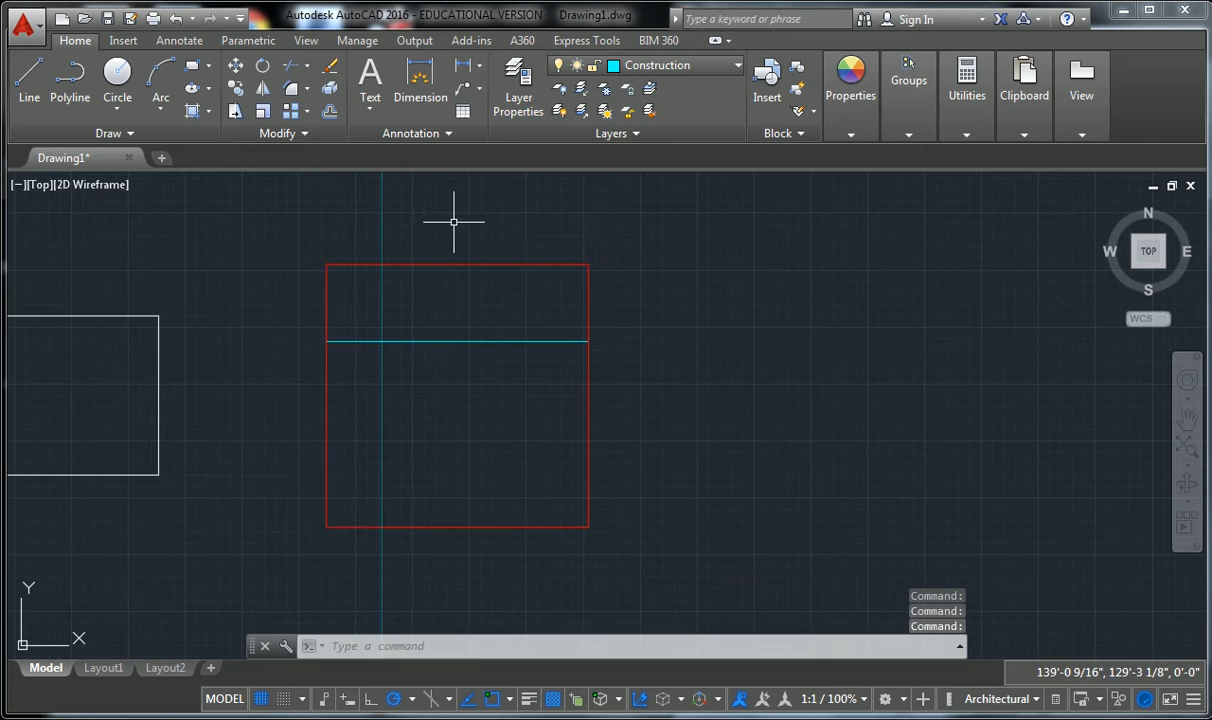 Autodesk AutoCAD 2016 - EDUCATIONAL VERSION Drawing1.dwg
Type a keyword or phrase
Sign In
Home Insert Annotate Parametric View Manage Output Add-ins A360 Express Tools BIM 360
Construction
Line Polyline Circle Arc
Text Dimension
Layer
Properties
Insert
Properties Groups Utilities Clipboard View
Draw Modify Annotation Layers Block
Drawing1*
[−][Top][2D Wireframe]
N
W TOP E
S
WCS
Y
X
Command:
Command:
Command:
Type a command
Model Layout1 Layout2
139'-0 9/16", 129'-3 1/8", 0'-0"
MODEL 1:1 / 100% Architectural